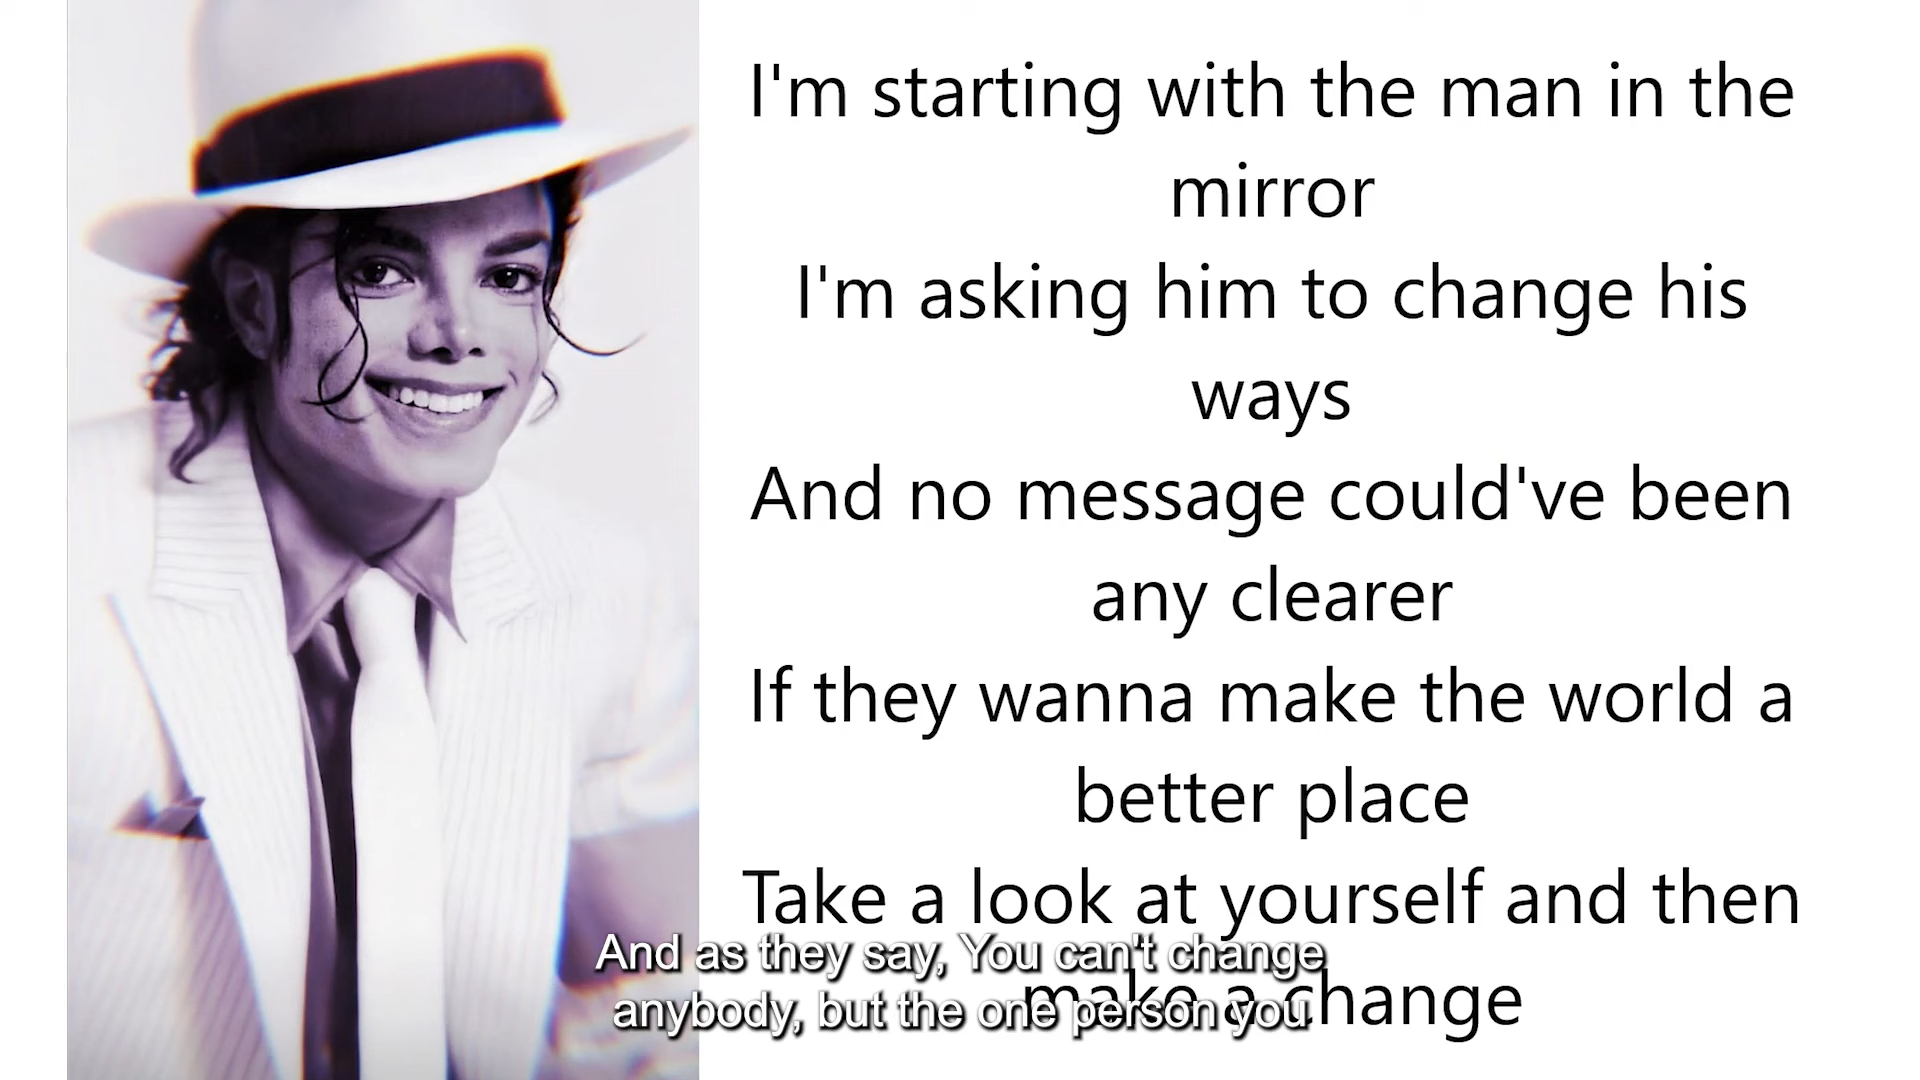 I'm starting with the man in the
mirror
I'm asking him to change his
ways
And no message could've been
any clearer
If they wanna make the world a
better place
Take a look at yourself and then
make a change
And as they say, You can't change
anybody, but the one person you